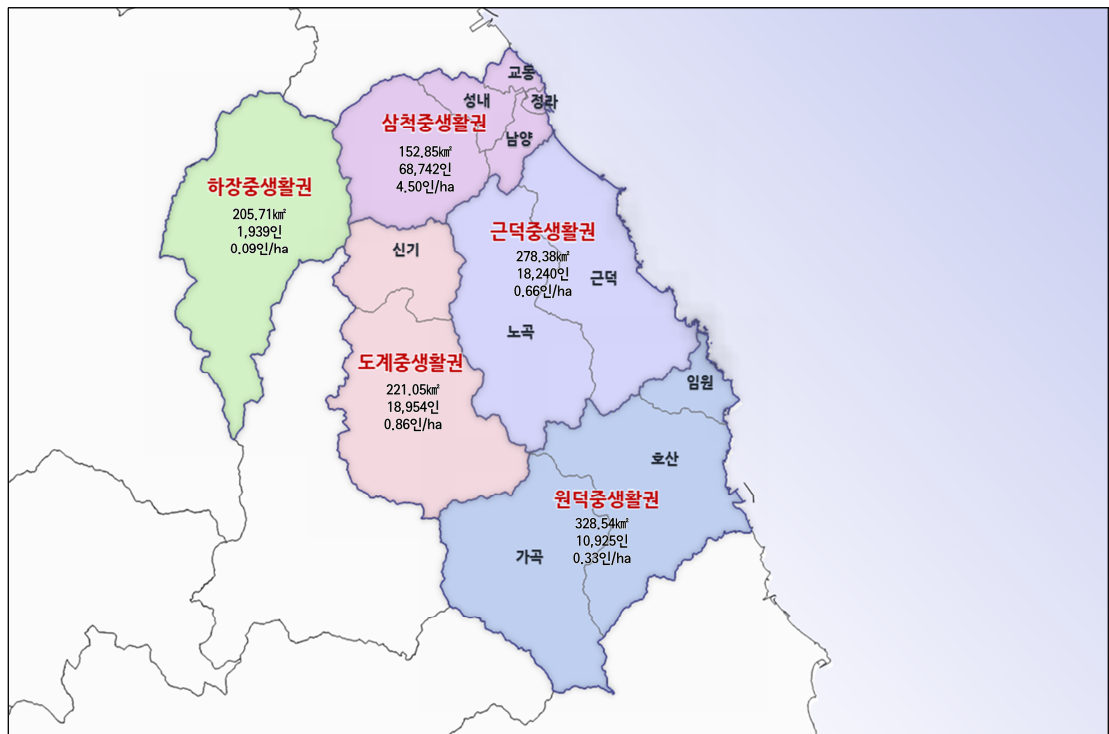 교동
성내
정라
삼척중생활권
남양
152.85㎢
68,742인
4.50인/ha
하장중생활권
205.71㎢
1,939인
0.09인/ha
신기
근덕중생활권
278.38㎢
18,240인
0.66인/ha
근덕
노곡
도계중생활권
221.05㎢
18,954인
0.86인/ha
임원
호산
원덕중생활권
328.54㎢
10,925인
0.33인/ha
가곡